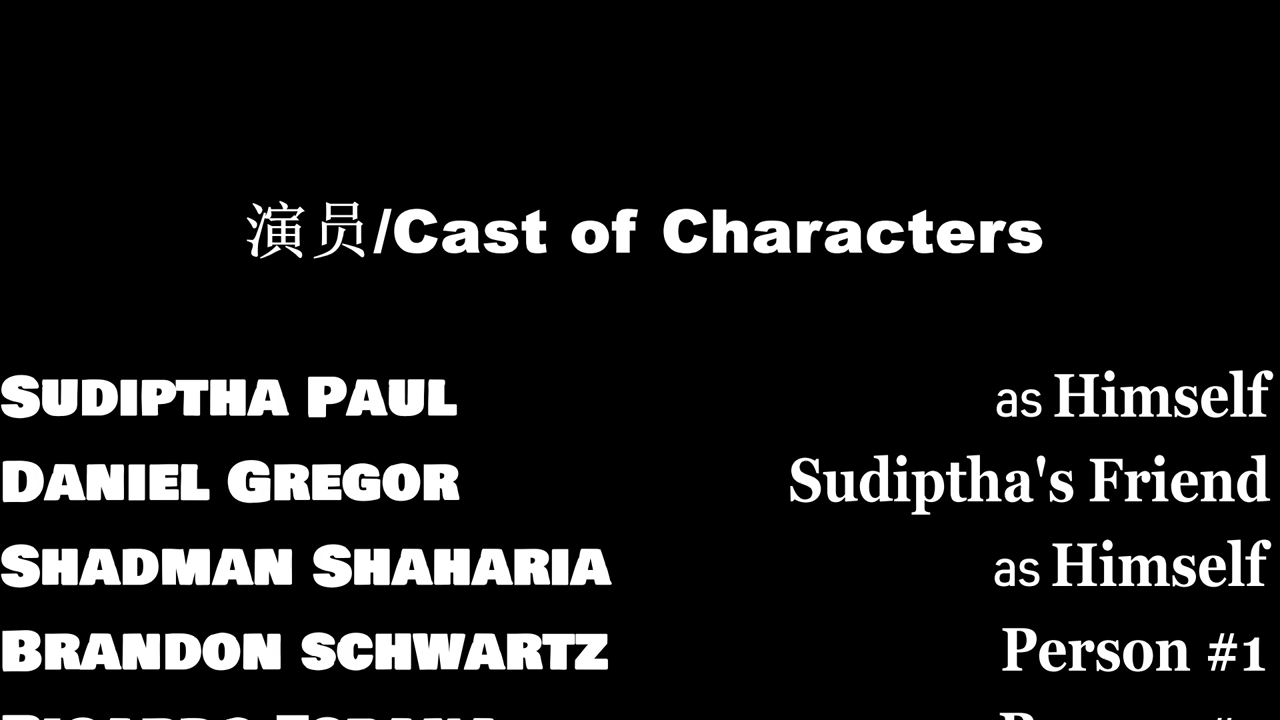 演员/Cast of Characters
Sudiptha Paul as Himself
Daniel Gregor Sudiptha's Friend
Shadman Shaharia as Himself
Brandon schwartz Person #1